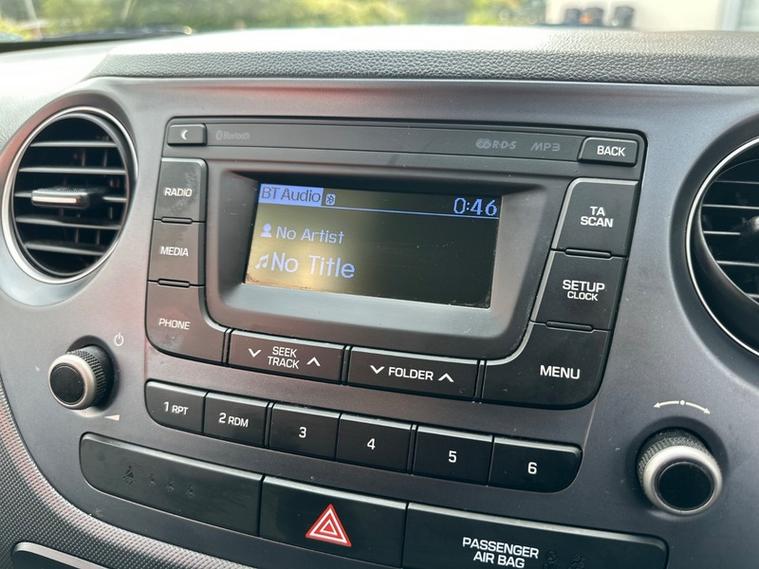 Bluetooth
R·D·S
MP3
BACK
RADIO
BT Audio
0:46
TA
SCAN
MEDIA
No Artist
No Title
SETUP
CLOCK
PHONE
SEEK
TRACK
FOLDER
MENU
1 RPT
2 RDM
3
4
5
6
PASSENGER
AIR BAG